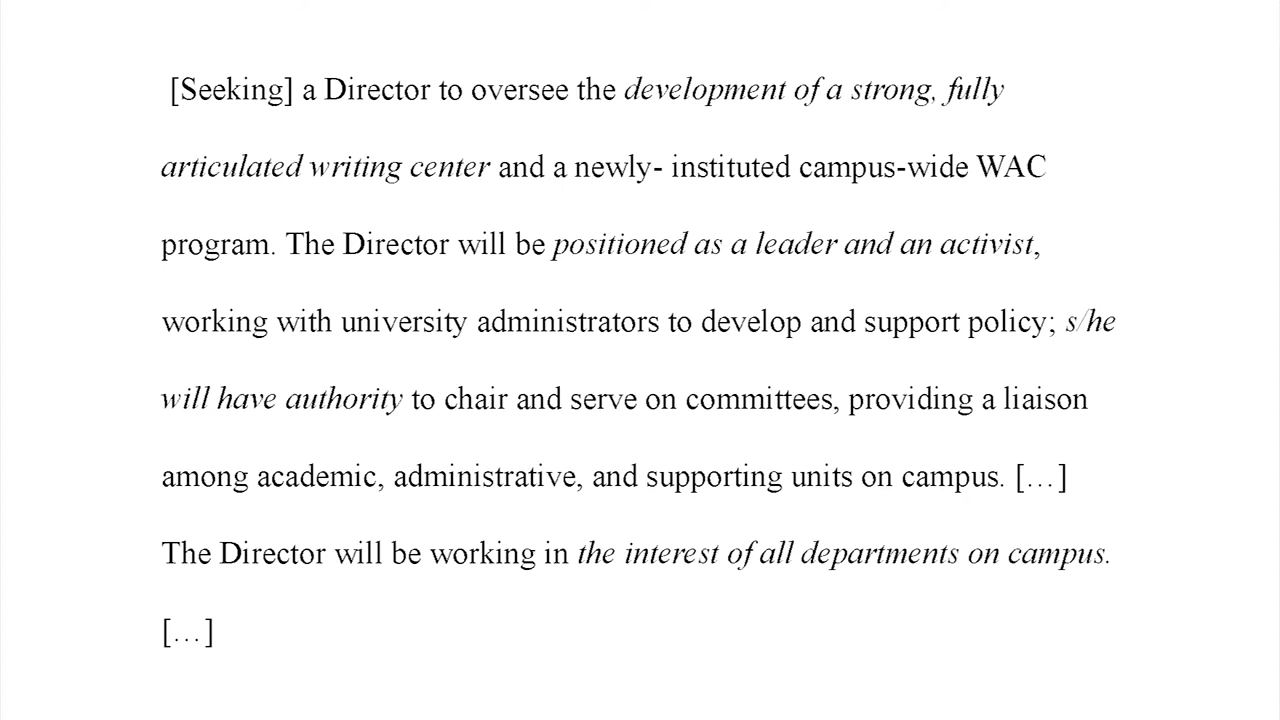 [Seeking] a Director to oversee the development of a strong, fully
articulated writing center and a newly- instituted campus-wide WAC
program. The Director will be positioned as a leader and an activist,
working with university administrators to develop and support policy; s/he
will have authority to chair and serve on committees, providing a liaison
among academic, administrative, and supporting units on campus. […]
The Director will be working in the interest of all departments on campus.
[…]